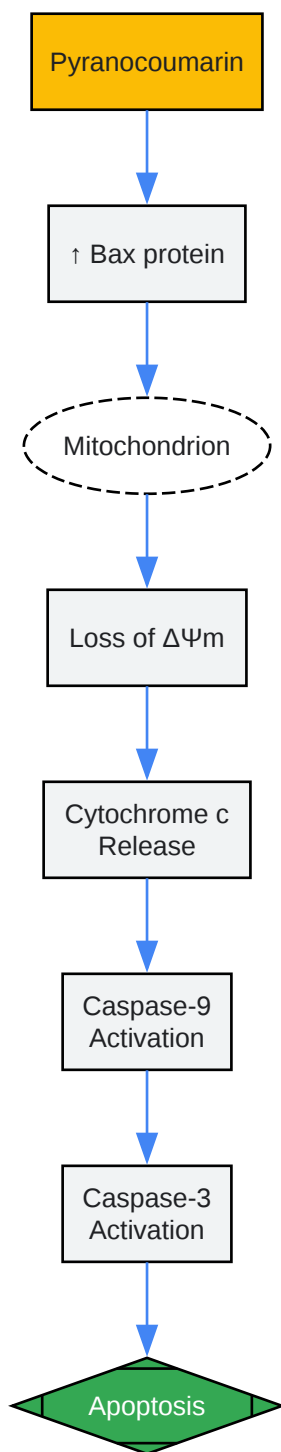 Pyranocoumarin
↑ Bax protein
Mitochondrion
Loss of ΔΨm
Cytochrome c
Release
Caspase-9
Activation
Caspase-3
Activation
Apoptosis